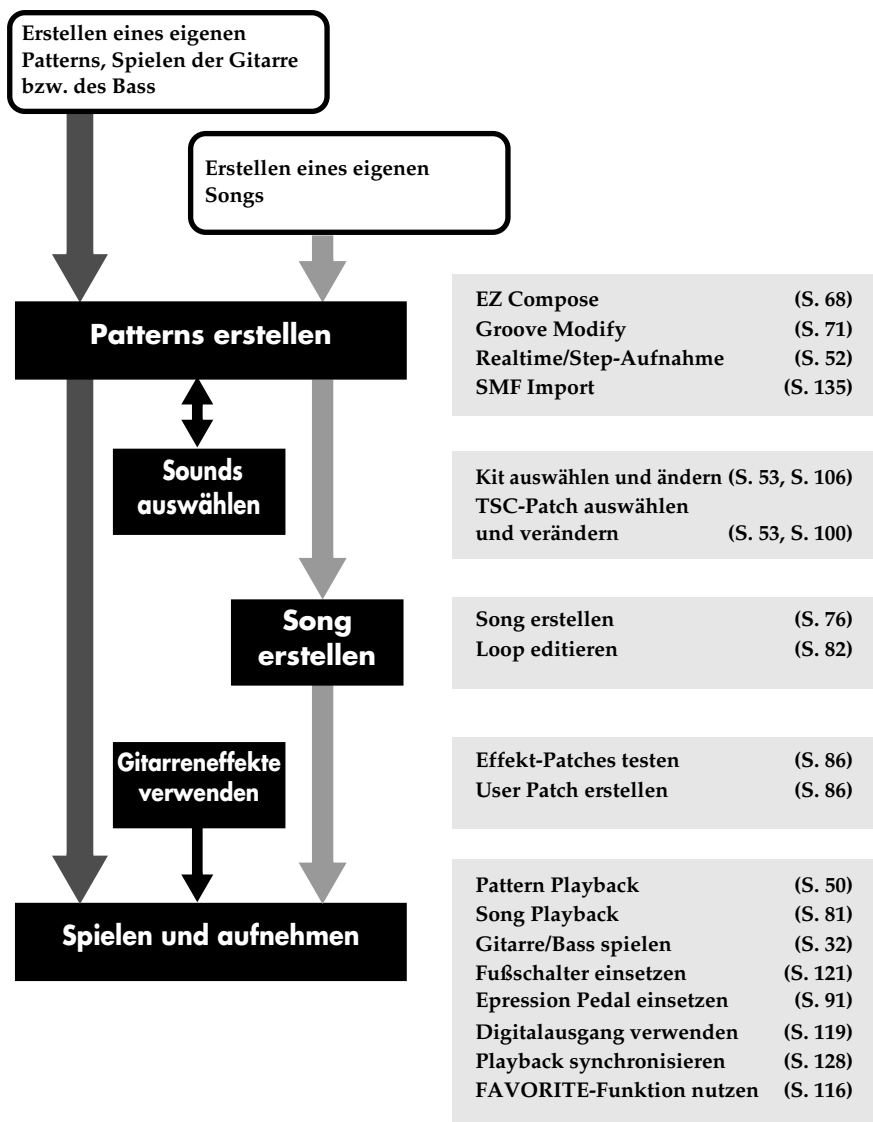 Erstellen eines eigenen
Patterns, Spielen der Gitarre
bzw. des Bass
Erstellen eines eigenen
Songs
Patterns erstellen
EZ Compose (S. 68)
Groove Modify (S. 71)
Realtime/Step-Aufnahme (S. 52)
SMF Import (S. 135)
Sounds
auswählen
Kit auswählen und ändern (S. 53, S. 106)
TSC-Patch auswählen
und verändern (S. 53, S. 100)
Song
erstellen
Song erstellen (S. 76)
Loop editieren (S. 82)
Gitarreneffekte
verwenden
Effekt-Patches testen (S. 86)
User Patch erstellen (S. 86)
Spielen und aufnehmen
Pattern Playback (S. 50)
Song Playback (S. 81)
Gitarre/Bass spielen (S. 32)
Fußschalter einsetzen (S. 121)
Epression Pedal einsetzen (S. 91)
Digitalausgang verwenden (S. 119)
Playback synchronisieren (S. 128)
FAVORITE-Funktion nutzen (S. 116)